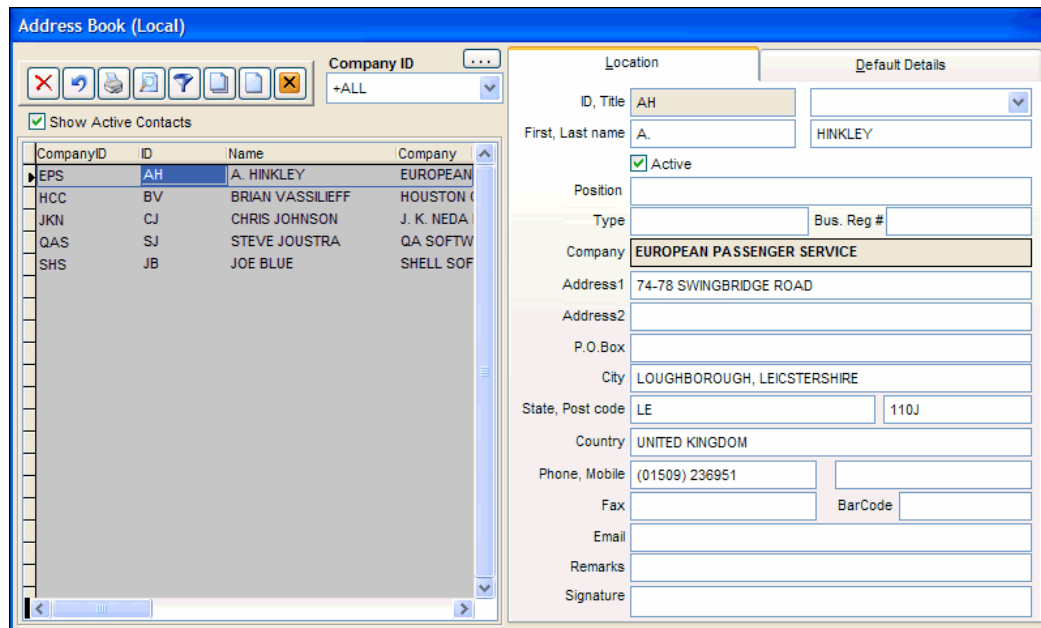 Address Book (Local)
Company ID ...
+ALL
Show Active Contacts
CompanyID ID Name Company
EPS AH A. HINKLEY EUROPEAN
HCC BV BRIAN VASSILIEFF HOUSTON
JKN CJ CHRIS JOHNSON J. K. NEDA
QAS SJ STEVE JOUSTRA QA SOFTW
SHS JB JOE BLUE SHELL SOF
Location Default Details
ID, Title AH
First, Last name A. HINKLEY
Active
Position
Type Bus. Reg #
Company EUROPEAN PASSENGER SERVICE
Address1 74-78 SWINGBRIDGE ROAD
Address2
P.O.Box
City LOUGHBOROUGH, LEICSTERSHIRE
State, Post code LE 110J
Country UNITED KINGDOM
Phone, Mobile (01509) 236951
Fax BarCode
Email
Remarks
Signature